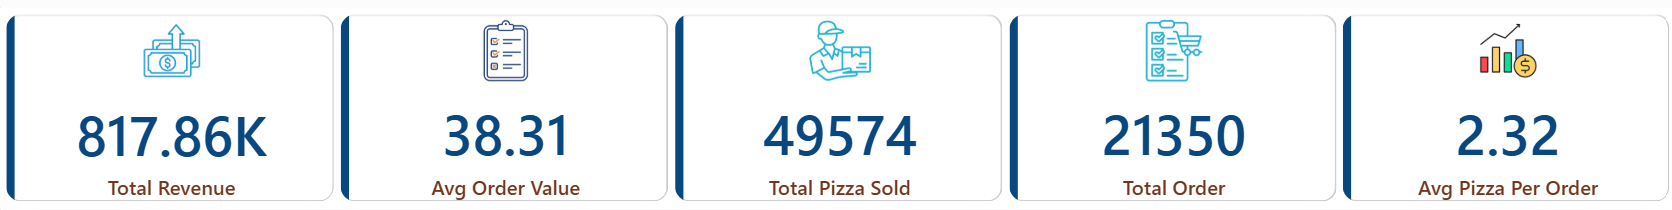 817.86K
Total Revenue
38.31
Avg Order Value
49574
Total Pizza Sold
21350
Total Order
2.32
Avg Pizza Per Order